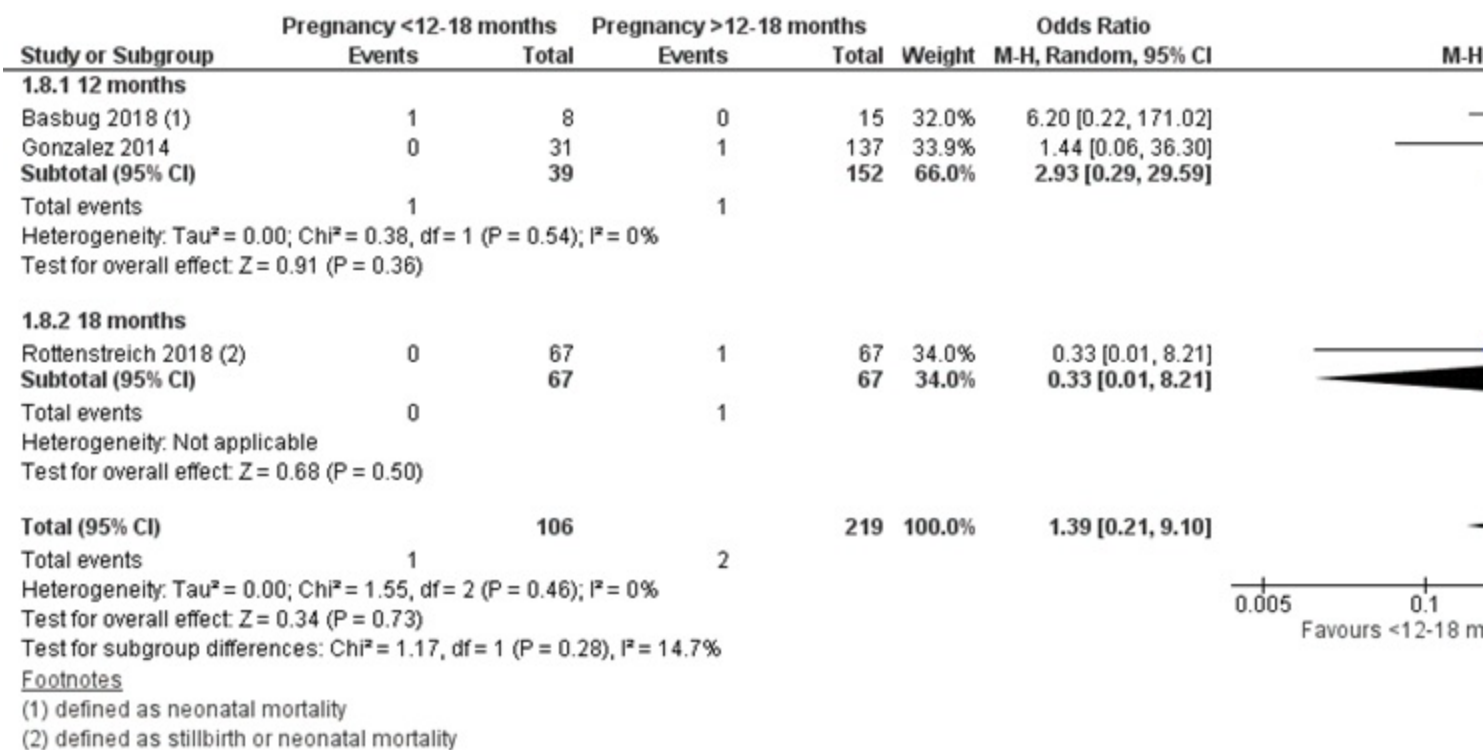 Pregnancy <12-18 months Pregnancy >12-18 months Odds Ratio
Study or Subgroup Events Total Events Total Weight M-H, Random, 95% CI M-H
1.8.1 12 months
Basbug 2018 (1) 1 8 0 15 32.0% 6.20 [0.22, 171.02]
Gonzalez 2014 0 31 1 137 33.9% 1.44 [0.06, 36.30]
Subtotal (95% CI) 39 152 66.0% 2.93 [0.29, 29.59]
Total events 1 1
Heterogeneity: Tau² = 0.00; Chi² = 0.38, df = 1 (P = 0.54); I² = 0%
Test for overall effect: Z = 0.91 (P = 0.36)
1.8.2 18 months
Rottenstreich 2018 (2) 0 67 1 67 34.0% 0.33 [0.01, 8.21]
Subtotal (95% CI) 67 67 34.0% 0.33 [0.01, 8.21]
Total events 0 1
Heterogeneity: Not applicable
Test for overall effect: Z = 0.68 (P = 0.50)
Total (95% CI) 106 219 100.0% 1.39 [0.21, 9.10]
Total events 1 2
Heterogeneity: Tau² = 0.00; Chi² = 1.55, df = 2 (P = 0.46); I² = 0%
Test for overall effect: Z = 0.34 (P = 0.73)
Test for subgroup differences: Chi² = 1.17, df = 1 (P = 0.28), I² = 14.7%
0.005 0.1
Favours <12-18 m
Footnotes
(1) defined as neonatal mortality
(2) defined as stillbirth or neonatal mortality